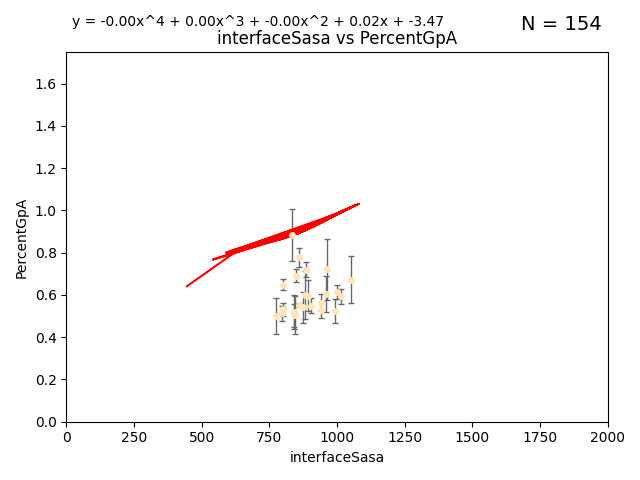 y = -0.00x^4 + 0.00x^3 + -0.00x^2 + 0.02x + -3.47
N = 154
interfaceSasa vs PercentGpA
PercentGpA
1.6
1.4
1.2
1.0
0.8
0.6
0.4
0.2
0.0
0 250 500 750 1000 1250 1500 1750 2000
interfaceSasa